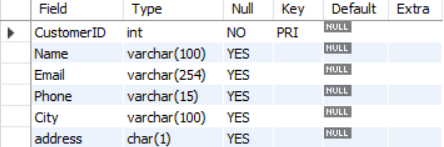 Field Type Null Key Default Extra
CustomerID int NO PRI NULL
Name varchar(100) YES NULL
Email varchar(254) YES NULL
Phone varchar(15) YES NULL
City varchar(100) YES NULL
address char(1) YES NULL